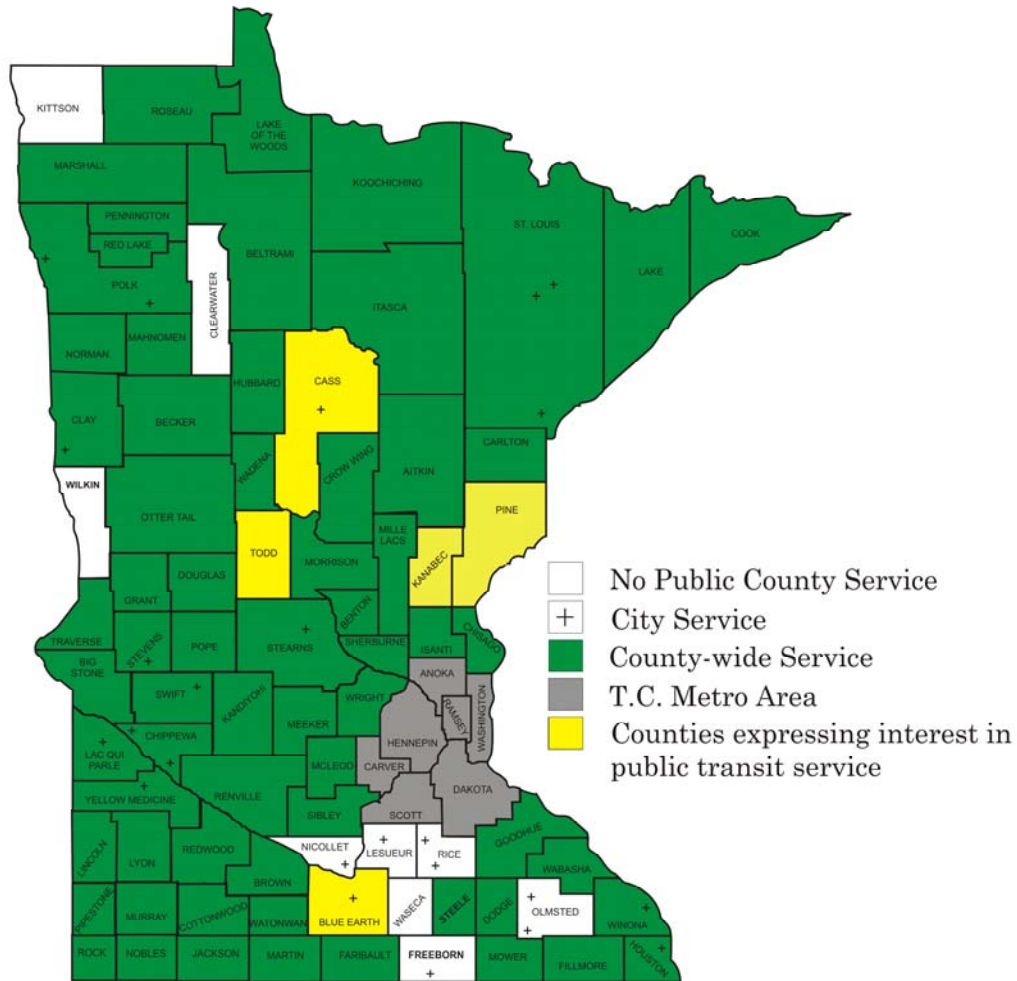 KITTSON
ROSEAU
LAKE
OF THE
WOODS
MARSHALL
KOOCHICHING
ST. LOUIS
COOK
PENNINGTON
RED LAKE
BELTRAMI
LAKE
POLK
CLEARWATER
ITASCA
MAHNOMEN
NORMAN
HUBBARD
CASS
CLAY
BECKER
WADENA
CROW WING
AITKIN
CARLTON
WILKIN
OTTER TAIL
PINE
MILLE
LACS
TODD
MORRISON
KANABEC
DOUGLAS
GRANT
BENTON
TRAVERSE
STEVENS
POPE
STEARNS
SHERBURNE
ISANTI
CHISAGO
BIG
STONE
ANOKA
SWIFT
KANDIYOHI
WRIGHT
RAMSEY
WASHINGTON
MEEKER
CHIPPEWA
HENNEPIN
LAC QUI
PARLE
MCLEOD
CARVER
DAKOTA
YELLOW MEDICINE
RENVILLE
SIBLEY
SCOTT
GOODHUE
NICOLLET
LESUEUR
RICE
LINCOLN
LYON
REDWOOD
WABASHA
BROWN
PIPESTONE
MURRAY
COTTONWOOD
WATONWAN
BLUE EARTH
WASECA
STEELE
DODGE
OLMSTED
WINONA
ROCK
NOBLES
JACKSON
MARTIN
FARIBAULT
FREEBORN
MOWER
FILLMORE
HOUSTON
No Public County Service
+ City Service
County-wide Service
T.C. Metro Area
Counties expressing interest in
public transit service